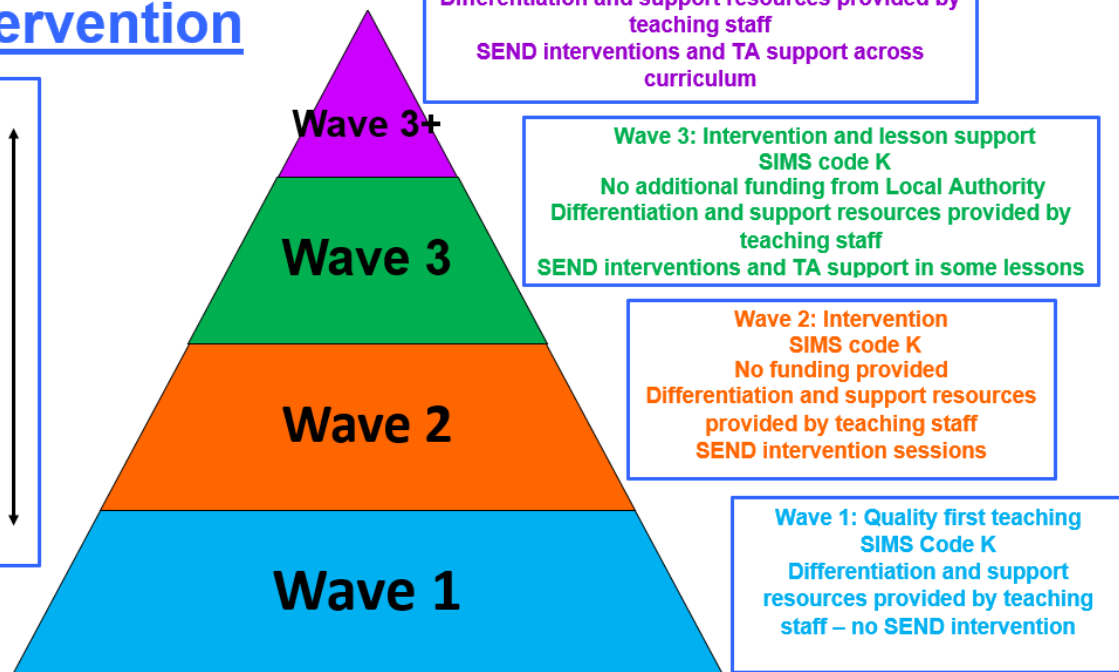 ervention
Differentiation and support resources provided by
teaching staff
SEND interventions and TA support across
curriculum
Wave 3+
Wave 3: Intervention and lesson support
SIMS code K
No additional funding from Local Authority
Differentiation and support resources provided by
teaching staff
SEND interventions and TA support in some lessons
Wave 3
Wave 2: Intervention
SIMS code K
No funding provided
Differentiation and support resources
provided by teaching staff
SEND intervention sessions
Wave 2
Wave 1: Quality first teaching
SIMS Code K
Differentiation and support
resources provided by teaching
staff – no SEND intervention
Wave 1